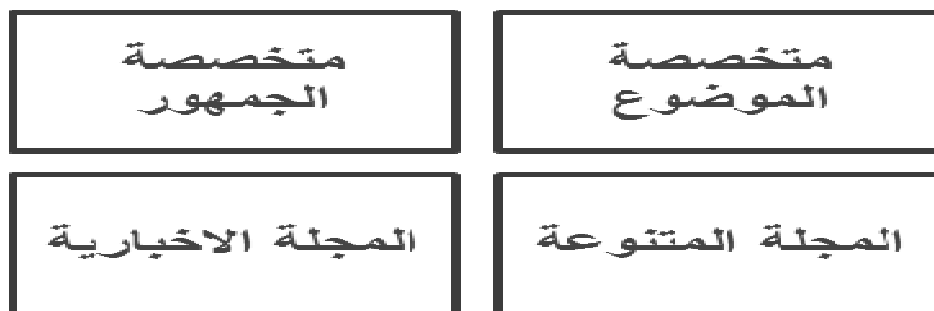 متخصصة
الموضوع
متخصصة
الجمهور
المجلة المتنوعة
المجلة الاخبارية